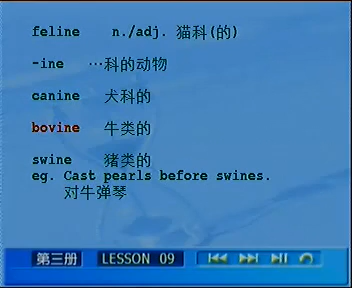 feline n./adj. 猫科(的)
-ine …科的动物
canine 犬科的
bovine 牛类的
swine 猪类的
eg. Cast pearls before swines.
对牛弹琴
第三册 LESSON 09